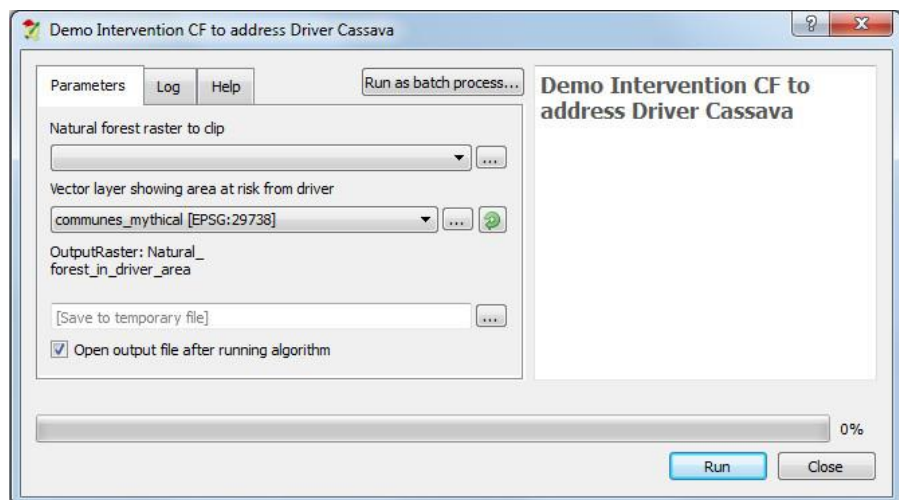 Demo Intervention CF to address Driver Cassava
Parameters
Log
Help
Run as batch process...
Natural forest raster to clip
...
Vector layer showing area at risk from driver
communes_mythical [EPSG:29738]
...
OutputRaster: Natural_
forest_in_driver_area
[Save to temporary file]
...
Open output file after running algorithm
Demo Intervention CF to
address Driver Cassava
0%
Run
Close